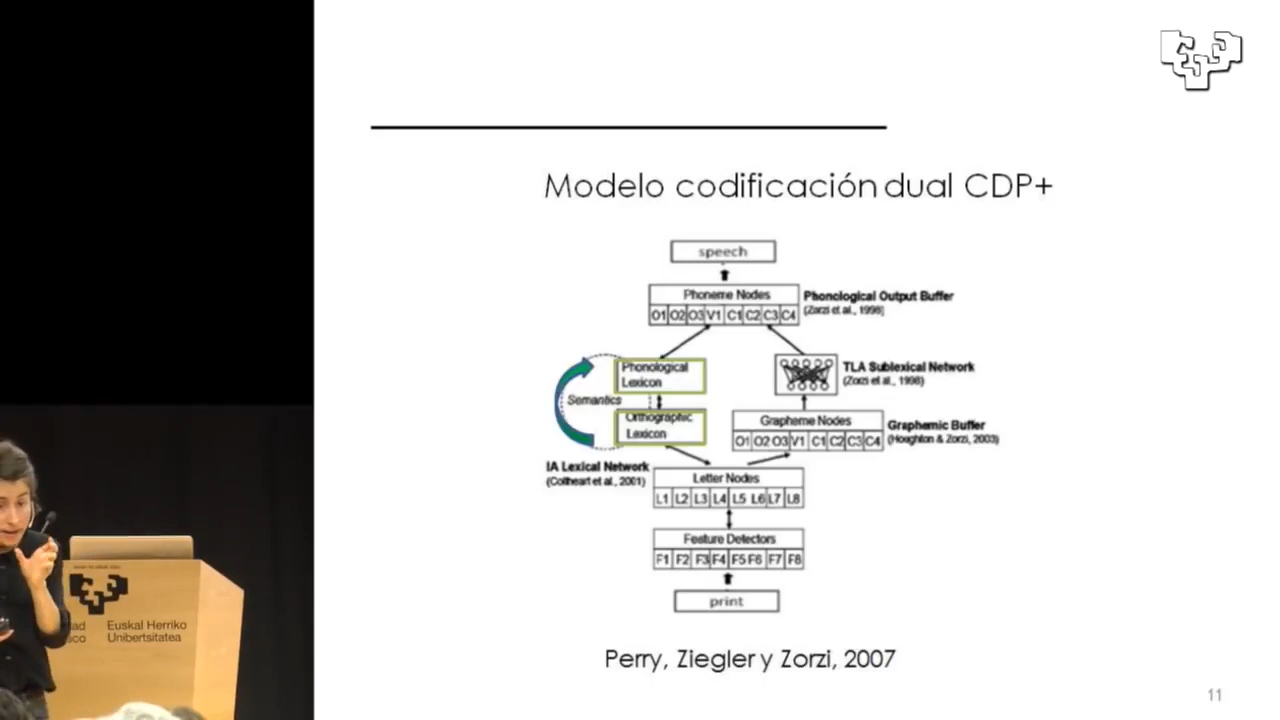 Modelo codificación dual CDP+
speech
Phoneme Nodes
O1 O2 O3 V1 C1 C2 C3 C4
Phonological Output Buffer
(Zorzi et al., 1998)
Phonological
Lexicon
TLA Sublexical Network
(Zorzi et al., 1998)
Semantics
Orthographic
Lexicon
Grapheme Nodes
O1 O2 O3 V1 C1 C2 C3 C4
Graphemic Buffer
(Houghton & Zorzi, 2003)
IA Lexical Network
(Coltheart et al., 2001)
Letter Nodes
L1 L2 L3 L4 L5 L6 L7 L8
Feature Detectors
F1 F2 F3 F4 F5 F6 F7 F8
print
Perry, Ziegler y Zorzi, 2007
11
Euskal Herriko
Unibertsitatea